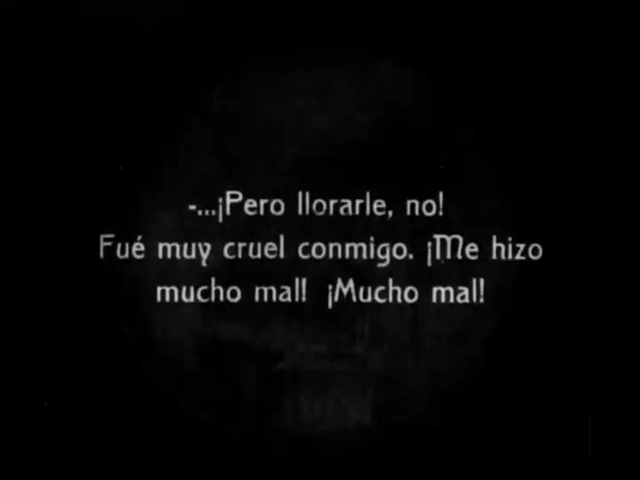 -...¡Pero llorarle, no!
Fué muy cruel conmigo. ¡Me hizo
mucho mal! ¡Mucho mal!